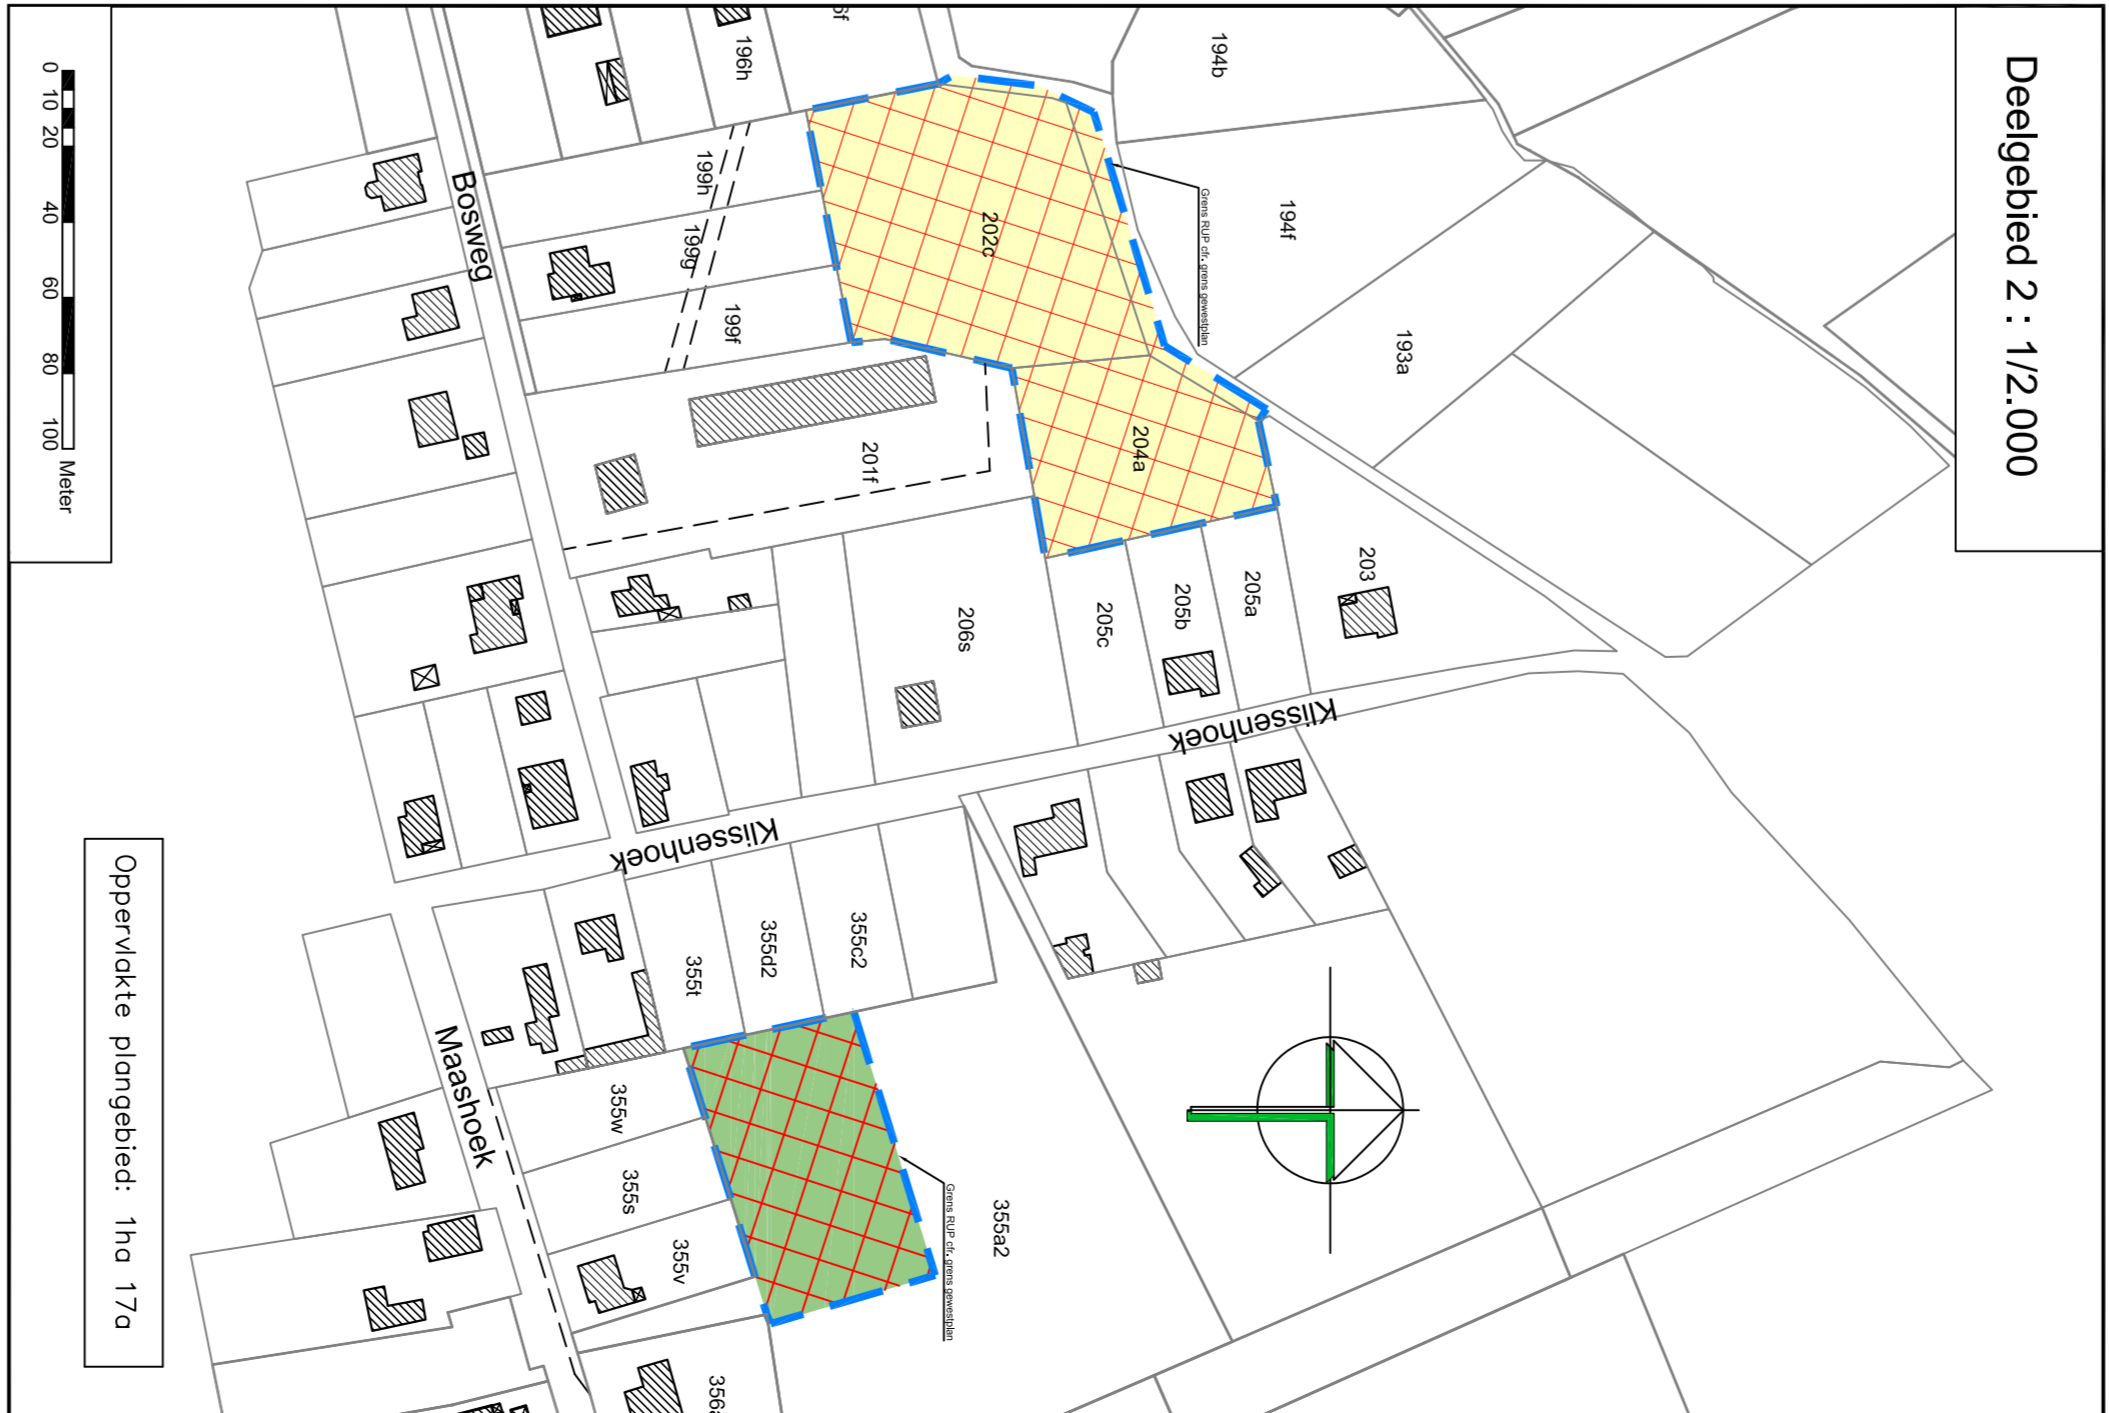 Deelgebied 2 : 1/2.000
194b
194f
193a
Grens RUP cfr. grens gewestplan
196h
199h
199g
199f
202c
204a
201f
203
205a
205b
205c
206s
Bosweg
Klissenhoek
Klissenhoek
355c2
355d2
355t
355w
355s
355v
355a2
Grens RUP cfr. grens gewestplan
Maashoek
0 10 20 40 60 80 100 Meter
Oppervlakte plangebied: 1ha 17a